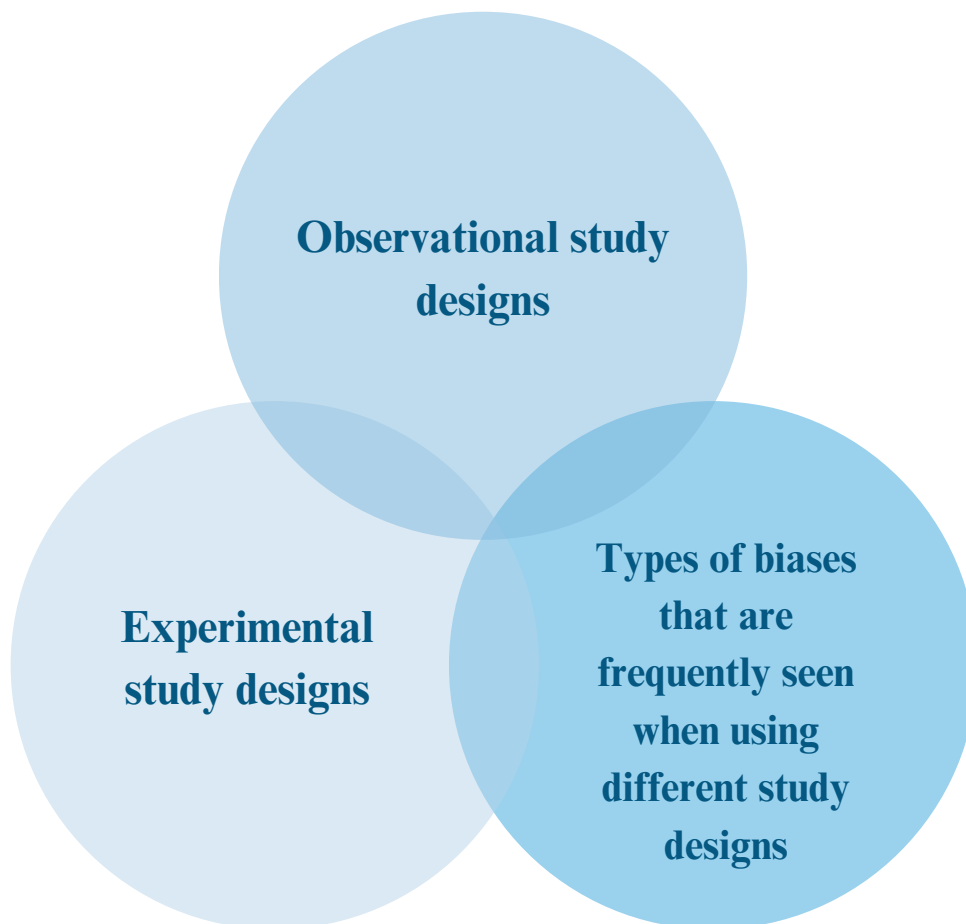 Observational study
designs
Experimental
study designs
Types of biases
that are
frequently seen
when using
different study
designs